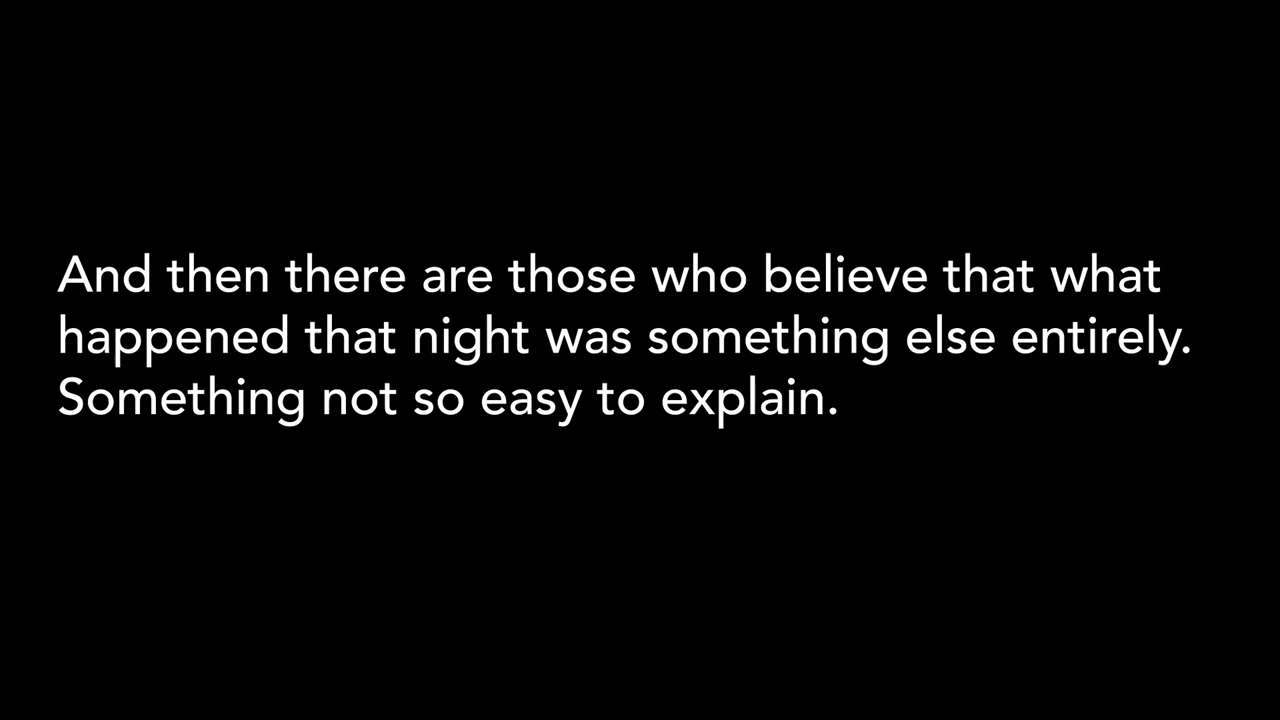 And then there are those who believe that what
happened that night was something else entirely.
Something not so easy to explain.